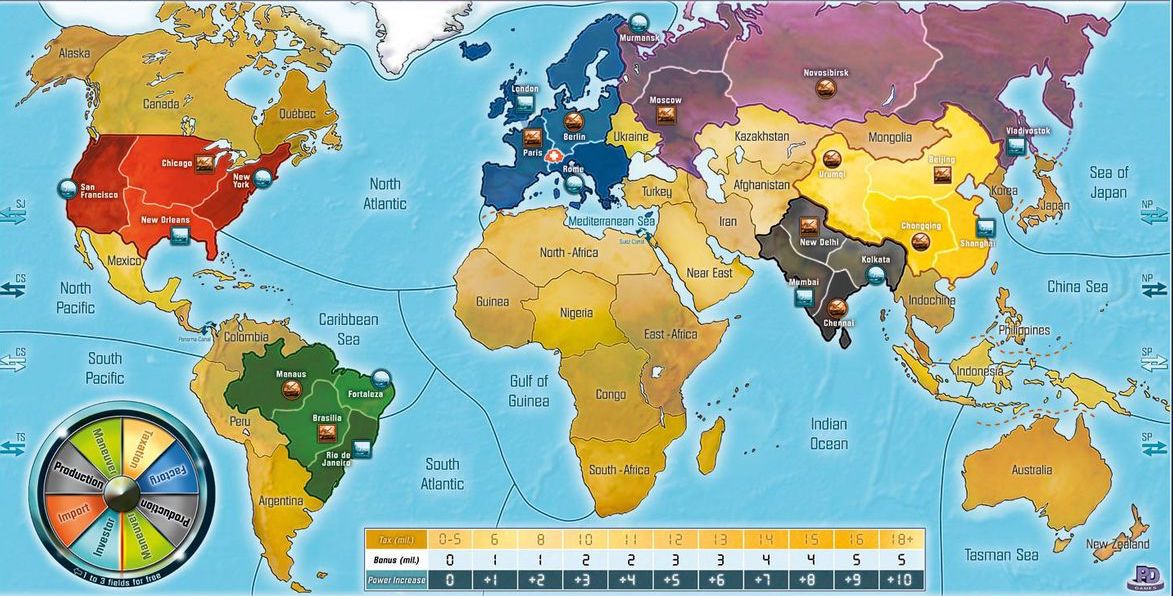 Murmansk
Alaska
Canada
Québec
London
Berlin
Paris
Rome
Moscow
Ukraine
Novosibirsk
Kazakhstan
Mongolia
Vladivostok
Chicago
New
York
San
Francisco
New Orleans
Mexico
North
Atlantic
Mediterranean Sea
Suez Canal
Turkey
Afghanistan
Iran
Near East
Urumqi
Beijing
Korea
Japan
Sea of
Japan
Chongqing
Shanghai
New Delhi
Kolkata
Mumbai
Chennai
SJ
NP
CS
NP
CS
SP
TS
SP
North
Pacific
Caribbean
Sea
Panama Canal
Colombia
North-Africa
Guinea
Nigeria
East-Africa
Congo
South-Africa
Indochina
China Sea
Philippines
Indonesia
South
Pacific
Manaus
Fortaleza
Brasilia
Rio de
Janeiro
Peru
Argentina
Gulf of
Guinea
South
Atlantic
Indian
Ocean
Australia
New Zealand
Tasman Sea
Maneuver
Taxation
Factory
Production
Maneuver
Investor
Import
Production
1 to 3 fields for free
Tax (mil.) 0-5 6 8 10 11 12 13 14 15 16 18+
Bonus (mil.) 0 1 1 2 2 3 3 4 4 5 5
Power Increase 0 +1 +2 +3 +4 +5 +6 +7 +8 +9 +10
PD
GAMES